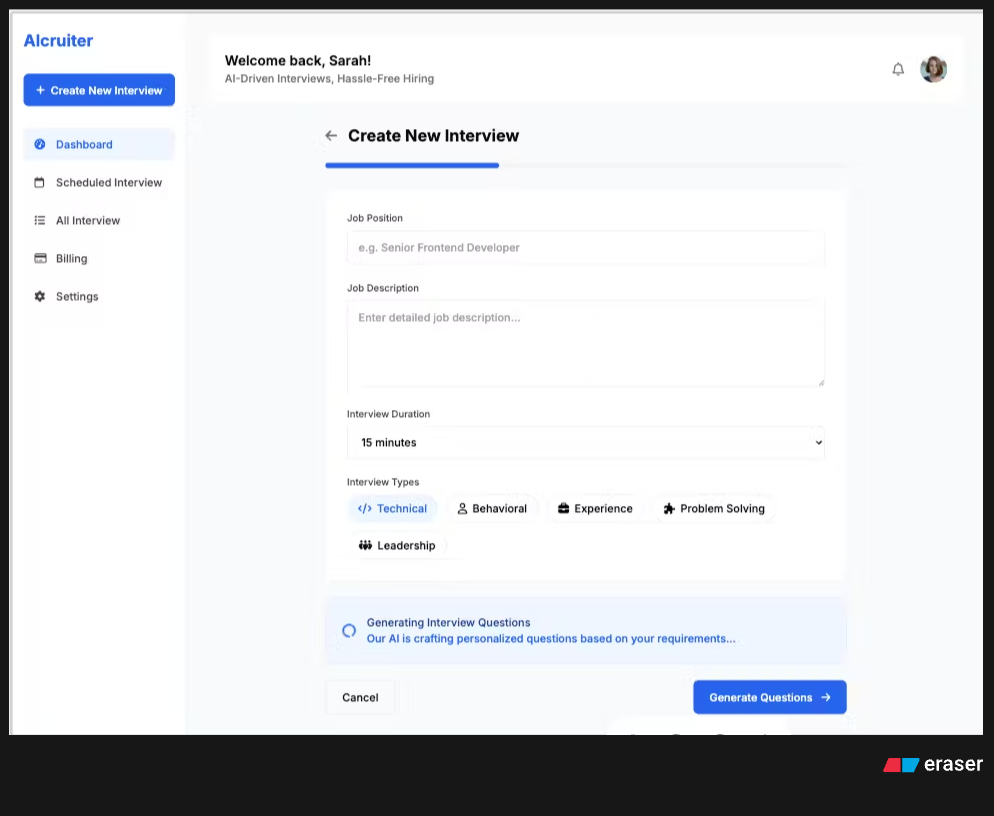 AIcruiter
+ Create New Interview
Dashboard
Scheduled Interview
All Interview
Billing
Settings
Welcome back, Sarah!
AI-Driven Interviews, Hassle-Free Hiring
Create New Interview
Job Position
e.g. Senior Frontend Developer
Job Description
Enter detailed job description...
Interview Duration
15 minutes
Interview Types
</> Technical
Behavioral
Experience
Problem Solving
Leadership
Generating Interview Questions
Our AI is crafting personalized questions based on your requirements...
Cancel
Generate Questions
eraser